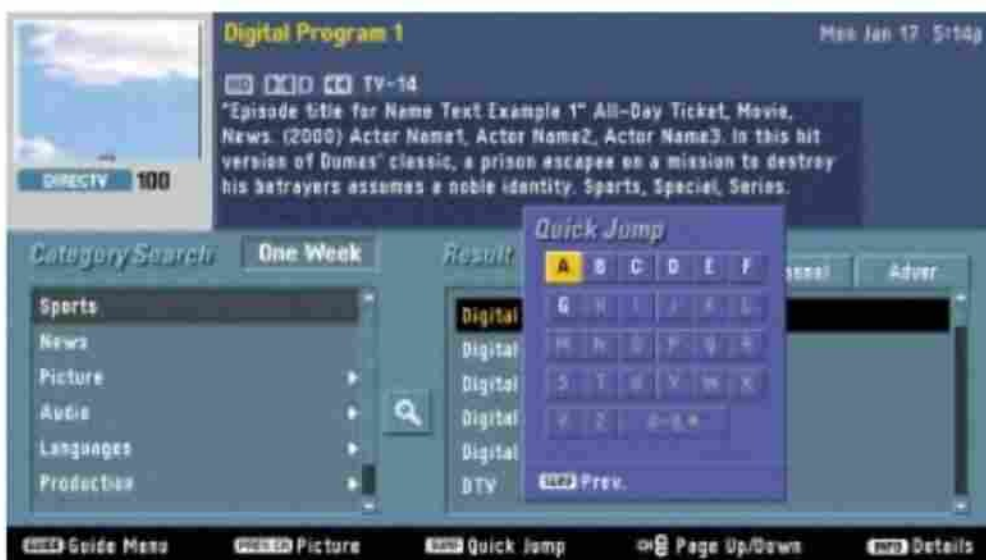 Digital Program 1
Mon Jan 17 5:14p
TV-14
"Episode title for Name Text Example 1" All-Day Ticket, Movie,
News. (2000) Actor Name1, Actor Name2, Actor Name3. In this hit
version of Dumas' classic, a prison escapee on a mission to destroy
his betrayers assumes a noble identity. Sports, Special, Series.
DIRECTV 100
Category Search One Week
Sports
News
Picture
Audio
Languages
Production
Result
Adver
Digital
Digital
Digital
Digital
Digital
DTV
Quick Jump
A B C D E F
G H I J K L
M N O P Q R
S T U V W X
Y Z
Prev.
Guide Menu
Picture
Quick Jump
CH Page Up/Down
INFO Details